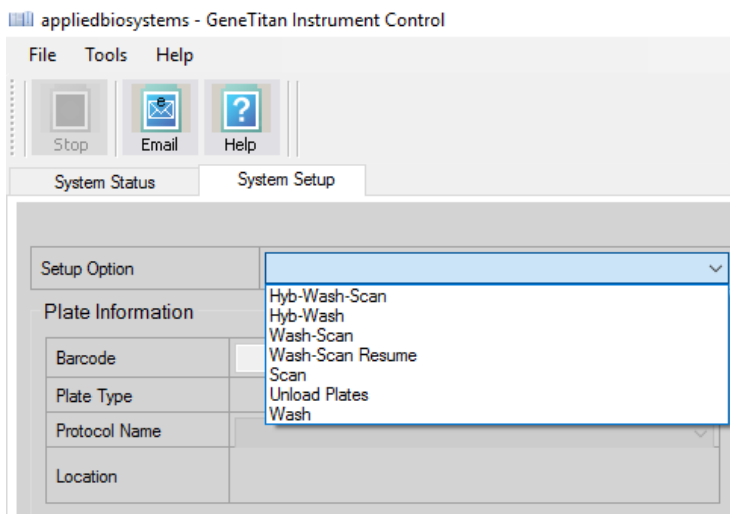 appliedbiosystems - GeneTitan Instrument Control
File Tools Help
Stop Email Help
System Status System Setup
Setup Option
Hyb-Wash-Scan
Hyb-Wash
Wash-Scan
Wash-Scan Resume
Scan
Unload Plates
Wash
Plate Information
Barcode
Plate Type
Protocol Name
Location